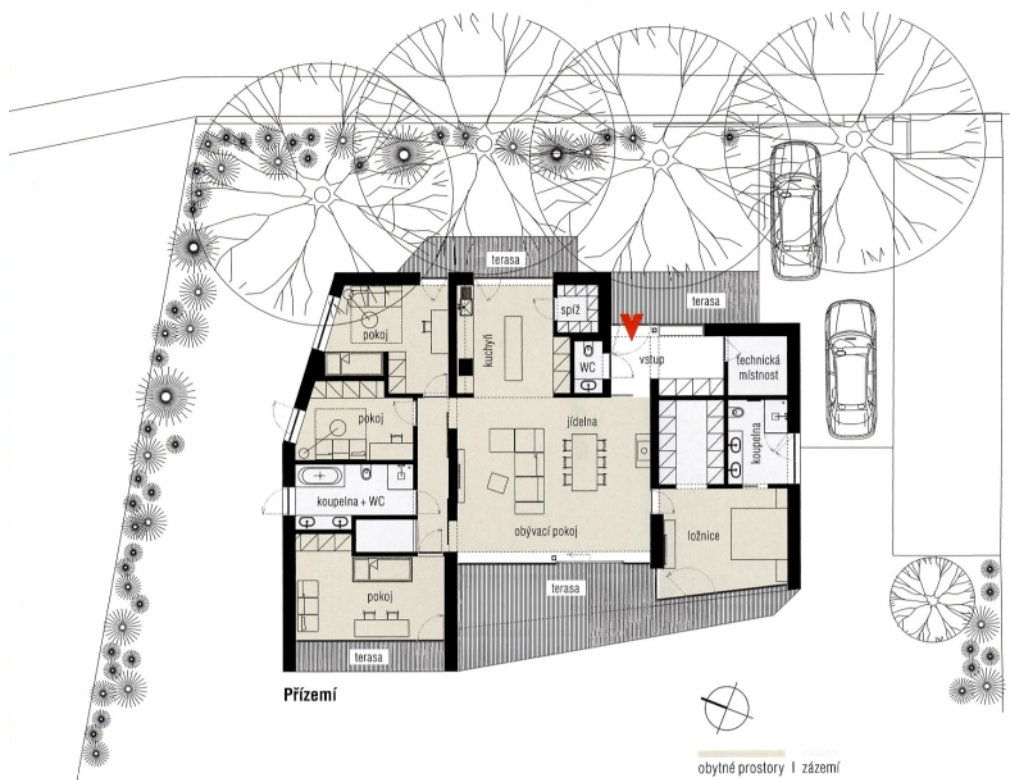 terasa
terasa
spíž
pokoj
kuchyň
WC
vstup
technická
místnost
pokoj
jídelna
koupelna
koupelna + WC
obývací pokoj
ložnice
pokoj
terasa
terasa
Přízemí
obytné prostory I zázemí